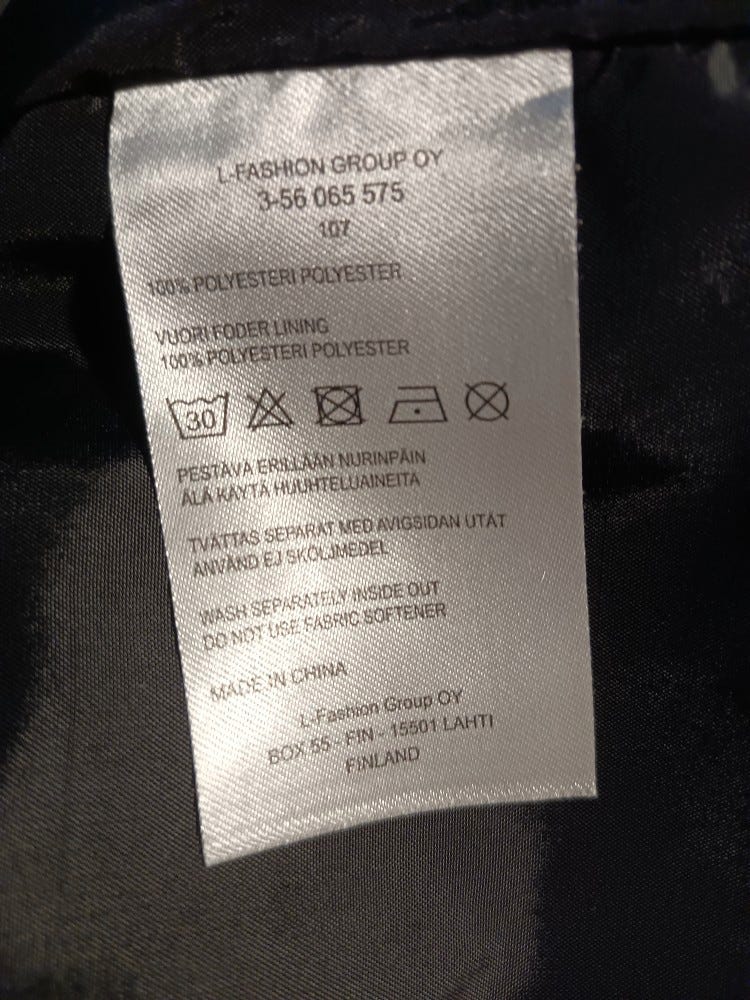 L-FASHION GROUP OY
3-56 065 575
107
100% POLYESTERI POLYESTER
VUORI FODER LINING
100% POLYESTERI POLYESTER
30
PESTÄVÄ ERILLÄÄN NURINPÄIN
ÄLÄ KÄYTÄ HUUHTELUAINEITA
TVÄTTAS SEPARAT MED AVIGSIDAN UTÅT
ANVÄND EJ SKÖLJMEDEL
WASH SEPARATELY INSIDE OUT
DO NOT USE FABRIC SOFTENER
MADE IN CHINA
L-Fashion Group OY
BOX 55 - FIN - 15501 LAHTI
FINLAND